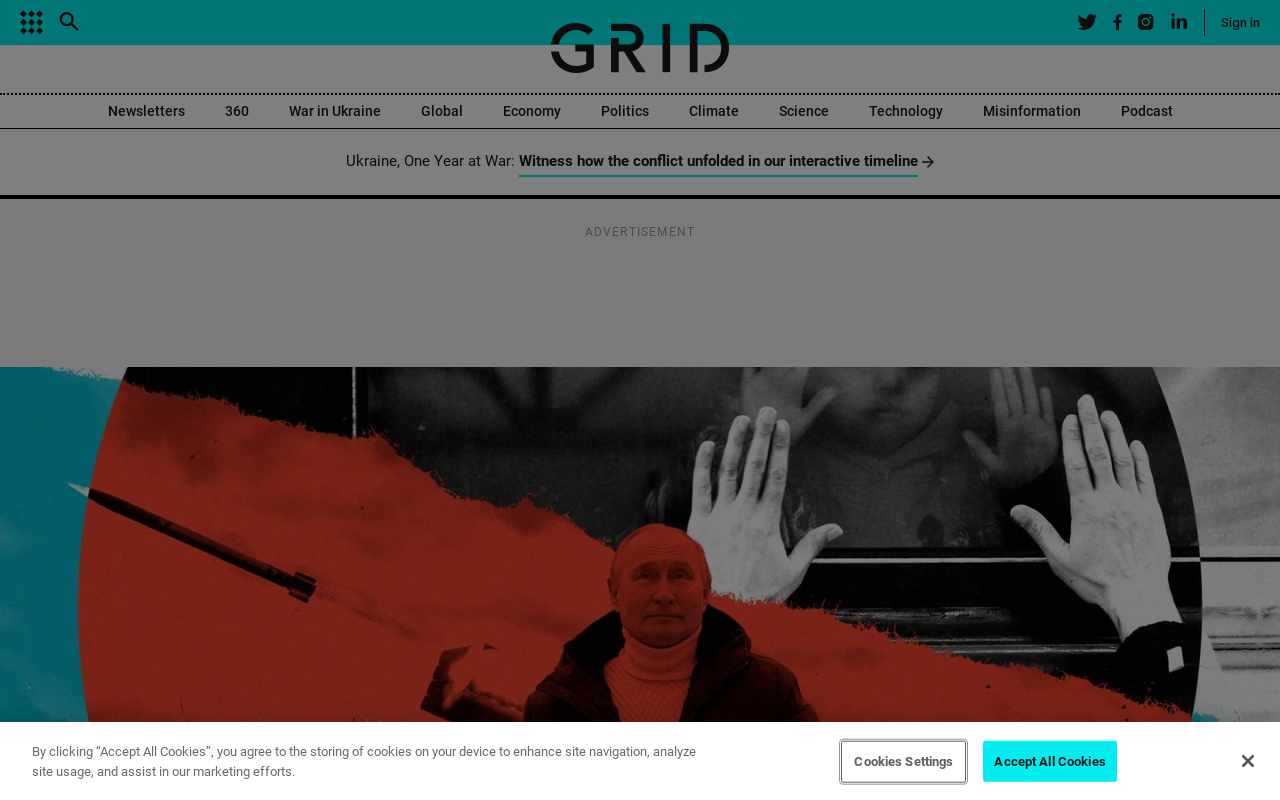 Sign in
GRID
Newsletters 360 War in Ukraine Global Economy Politics Climate Science Technology Misinformation Podcast
Ukraine, One Year at War: Witness how the conflict unfolded in our interactive timeline
ADVERTISEMENT
By clicking “Accept All Cookies”, you agree to the storing of cookies on your device to enhance site navigation, analyze
site usage, and assist in our marketing efforts.
Cookies Settings
Accept All Cookies